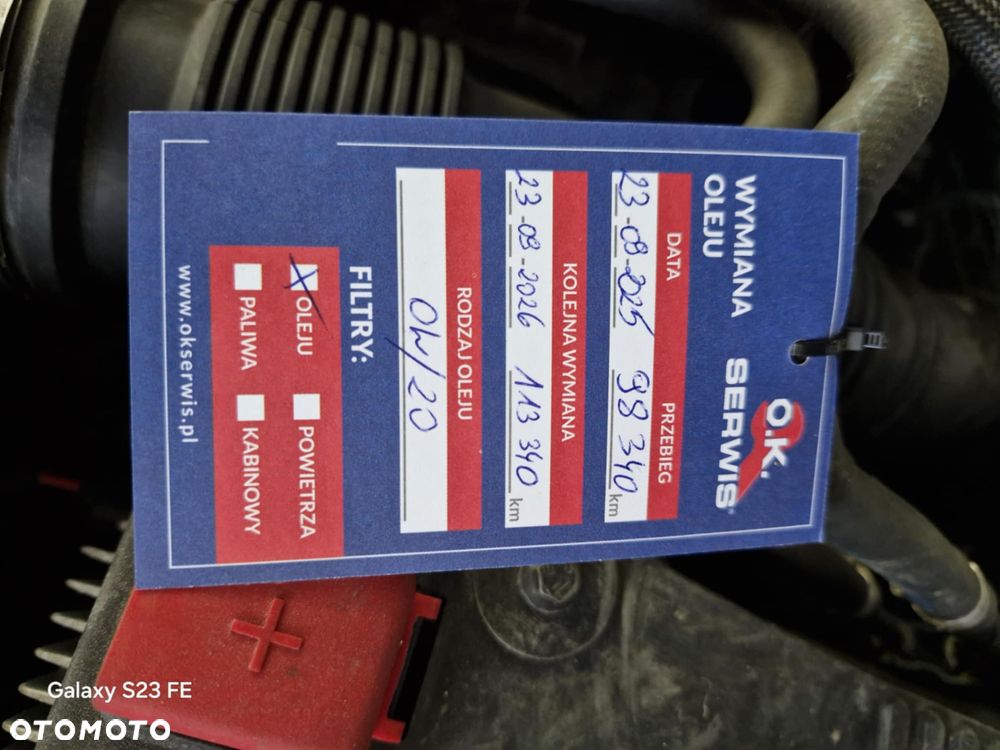 WYMIANA
OLEJU
O.K.
SERWIS®
DATA PRZEBIEG
23-08-2025 98 340 km
KOLEJNA WYMIANA
23-08-2026 113 340 km
RODZAJ OLEJU
0W/20
FILTRY:
X OLEJU POWIETRZA
PALIWA KABINOWY
www.okserwis.pl
Galaxy S23 FE
OTOMOTO